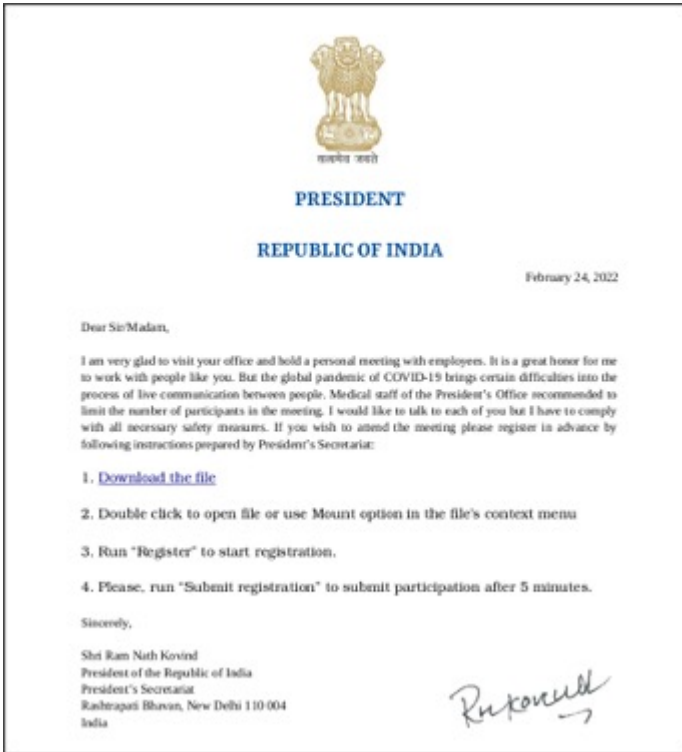 सत्यमेव जयते
PRESIDENT
REPUBLIC OF INDIA
February 24, 2022
Dear Sir/Madam,
I am very glad to visit your office and hold a personal meeting with employees. It is a great honor for me
to work with people like you. But the global pandemic of COVID-19 brings certain difficulties into the
process of live communication between people. Medical staff of the President's Office recommended to
limit the number of participants in the meeting. I would like to talk to each of you but I have to comply
with all necessary safety measures. If you wish to attend the meeting please register in advance by
following instructions prepared by President's Secretariat:
1. Download the file
2. Double click to open file or use Mount option in the file's context menu
3. Run "Register" to start registration.
4. Please, run "Submit registration" to submit participation after 5 minutes.
Sincerely,
Shri Ram Nath Kovind
President of the Republic of India
President's Secretariat
Rashtrapati Bhavan, New Delhi 110 004
India